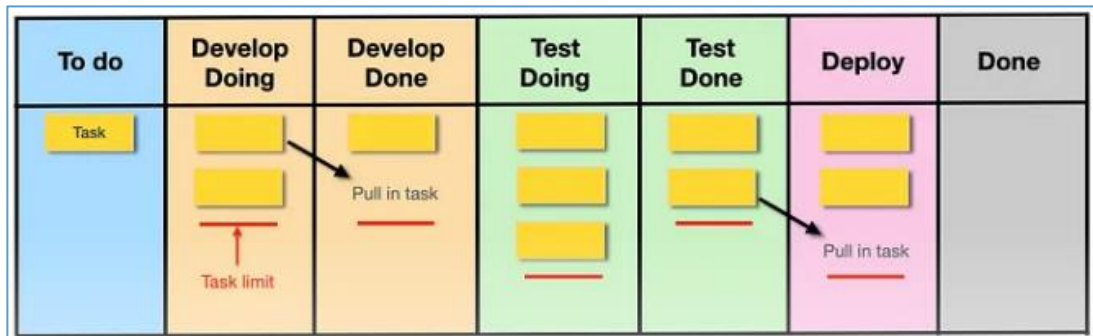 To do
Develop
Doing
Develop
Done
Test
Doing
Test
Done
Deploy
Done
Task
Pull in task
Pull in task
Task limit